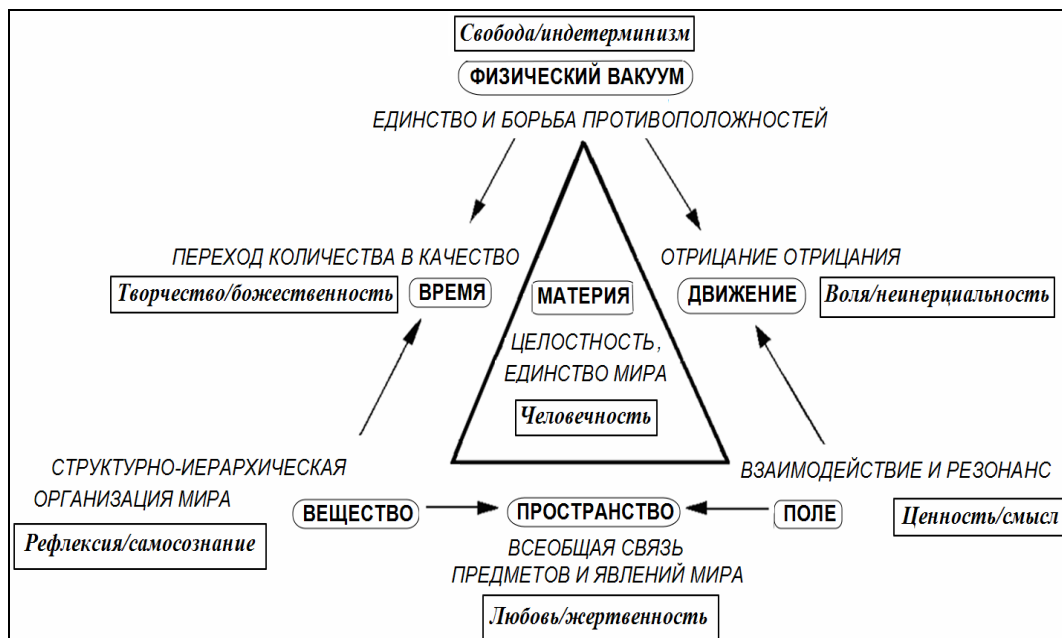 Свобода/индетерминизм
ФИЗИЧЕСКИЙ ВАКУУМ
ЕДИНСТВО И БОРЬБА ПРОТИВОПОЛОЖНОСТЕЙ
ПЕРЕХОД КОЛИЧЕСТВА В КАЧЕСТВО
Творчество/божественность
ВРЕМЯ
МАТЕРИЯ
ЦЕЛОСТНОСТЬ,
ЕДИНСТВО МИРА
Человечность
ОТРИЦАНИЕ ОТРИЦАНИЯ
ДВИЖЕНИЕ
Воля/неинерциальность
СТРУКТУРНО-ИЕРАРХИЧЕСКАЯ
ОРГАНИЗАЦИЯ МИРА
Рефлексия/самосознание
ВЕЩЕСТВО
ПРОСТРАНСТВО
ВСЕОБЩАЯ СВЯЗЬ
ПРЕДМЕТОВ И ЯВЛЕНИЙ МИРА
Любовь/жертвенность
ВЗАИМОДЕЙСТВИЕ И РЕЗОНАНС
ПОЛЕ
Ценность/смысл